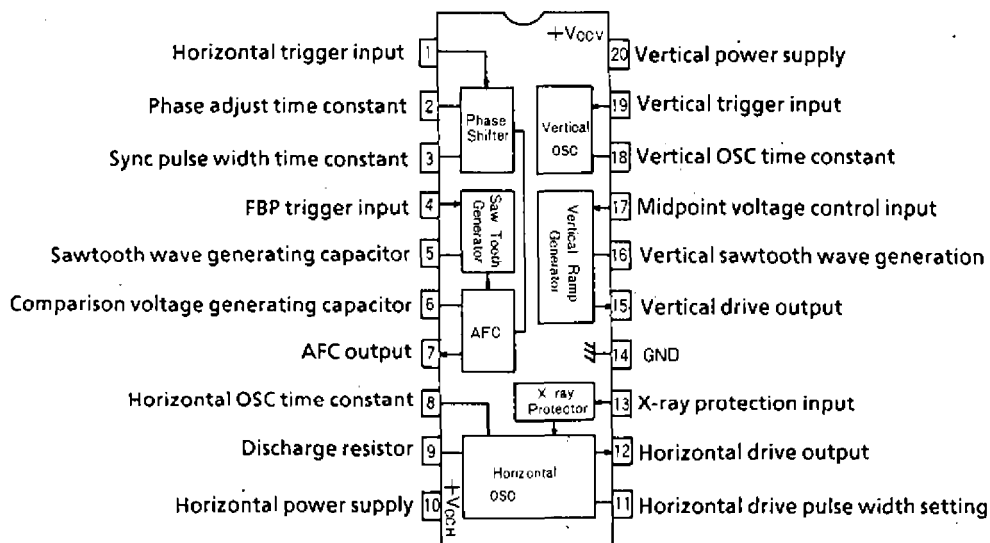 +VCCV
Horizontal trigger input 1
20 Vertical power supply
Phase adjust time constant 2
Phase
Shifter
Vertical
OSC
19 Vertical trigger input
Sync pulse width time constant 3
18 Vertical OSC time constant
FBP trigger input 4
Saw Tooth
Generator
Vertical Ramp
Generator
17 Midpoint voltage control input
Sawtooth wave generating capacitor 5
16 Vertical sawtooth wave generation
Comparison voltage generating capacitor 6
AFC
15 Vertical drive output
AFC output 7
14 GND
Horizontal OSC time constant 8
X ray
Protector
13 X-ray protection input
Discharge resistor 9
Horizontal
OSC
12 Horizontal drive output
Horizontal power supply 10
+VCCH
11 Horizontal drive pulse width setting